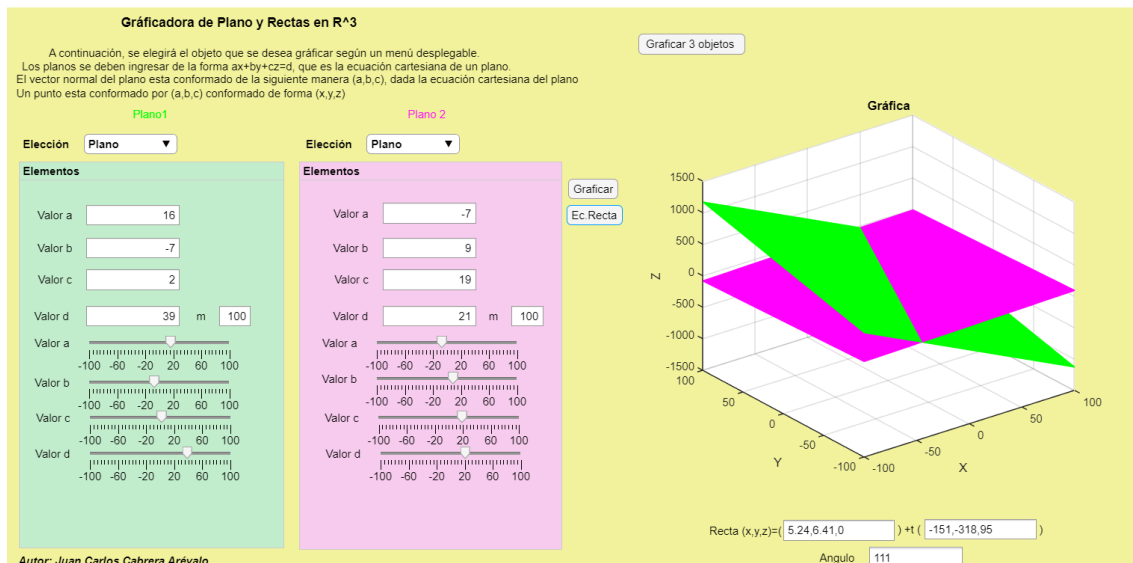 Gráficadora de Plano y Rectas en R^3
A continuación, se elegirá el objeto que se desea gráficar según un menú desplegable.
Los planos se deben ingresar de la forma ax+by+cz=d, que es la ecuación cartesiana de un plano.
El vector normal del plano esta conformado de la siguiente manera (a,b,c), dada la ecuación cartesiana del plano
Un punto esta conformado por (a,b,c) conformado de forma (x,y,z)
Graficar 3 objetos
Plano1
Plano 2
Elección Plano
Elección Plano
Elementos
Valor a 16
Valor b -7
Valor c 2
Valor d 39 m 100
Valor a
-100 -60 -20 20 60 100
Valor b
-100 -60 -20 20 60 100
Valor c
-100 -60 -20 20 60 100
Valor d
-100 -60 -20 20 60 100
Elementos
Valor a -7
Valor b 9
Valor c 19
Valor d 21 m 100
Valor a
-100 -60 -20 20 60 100
Valor b
-100 -60 -20 20 60 100
Valor c
-100 -60 -20 20 60 100
Valor d
-100 -60 -20 20 60 100
Graficar
Ec.Recta
Gráfica
1500
1000
500
0
-500
-1000
-1500
Z
100
50
0
-50
-100
Y
-100
-50
0
50
100
X
Recta (x,y,z)=( 5.24,6.41,0 ) +t ( -151,-318,95 )
Angulo 111
Autor: Juan Carlos Cabrera Arévalo